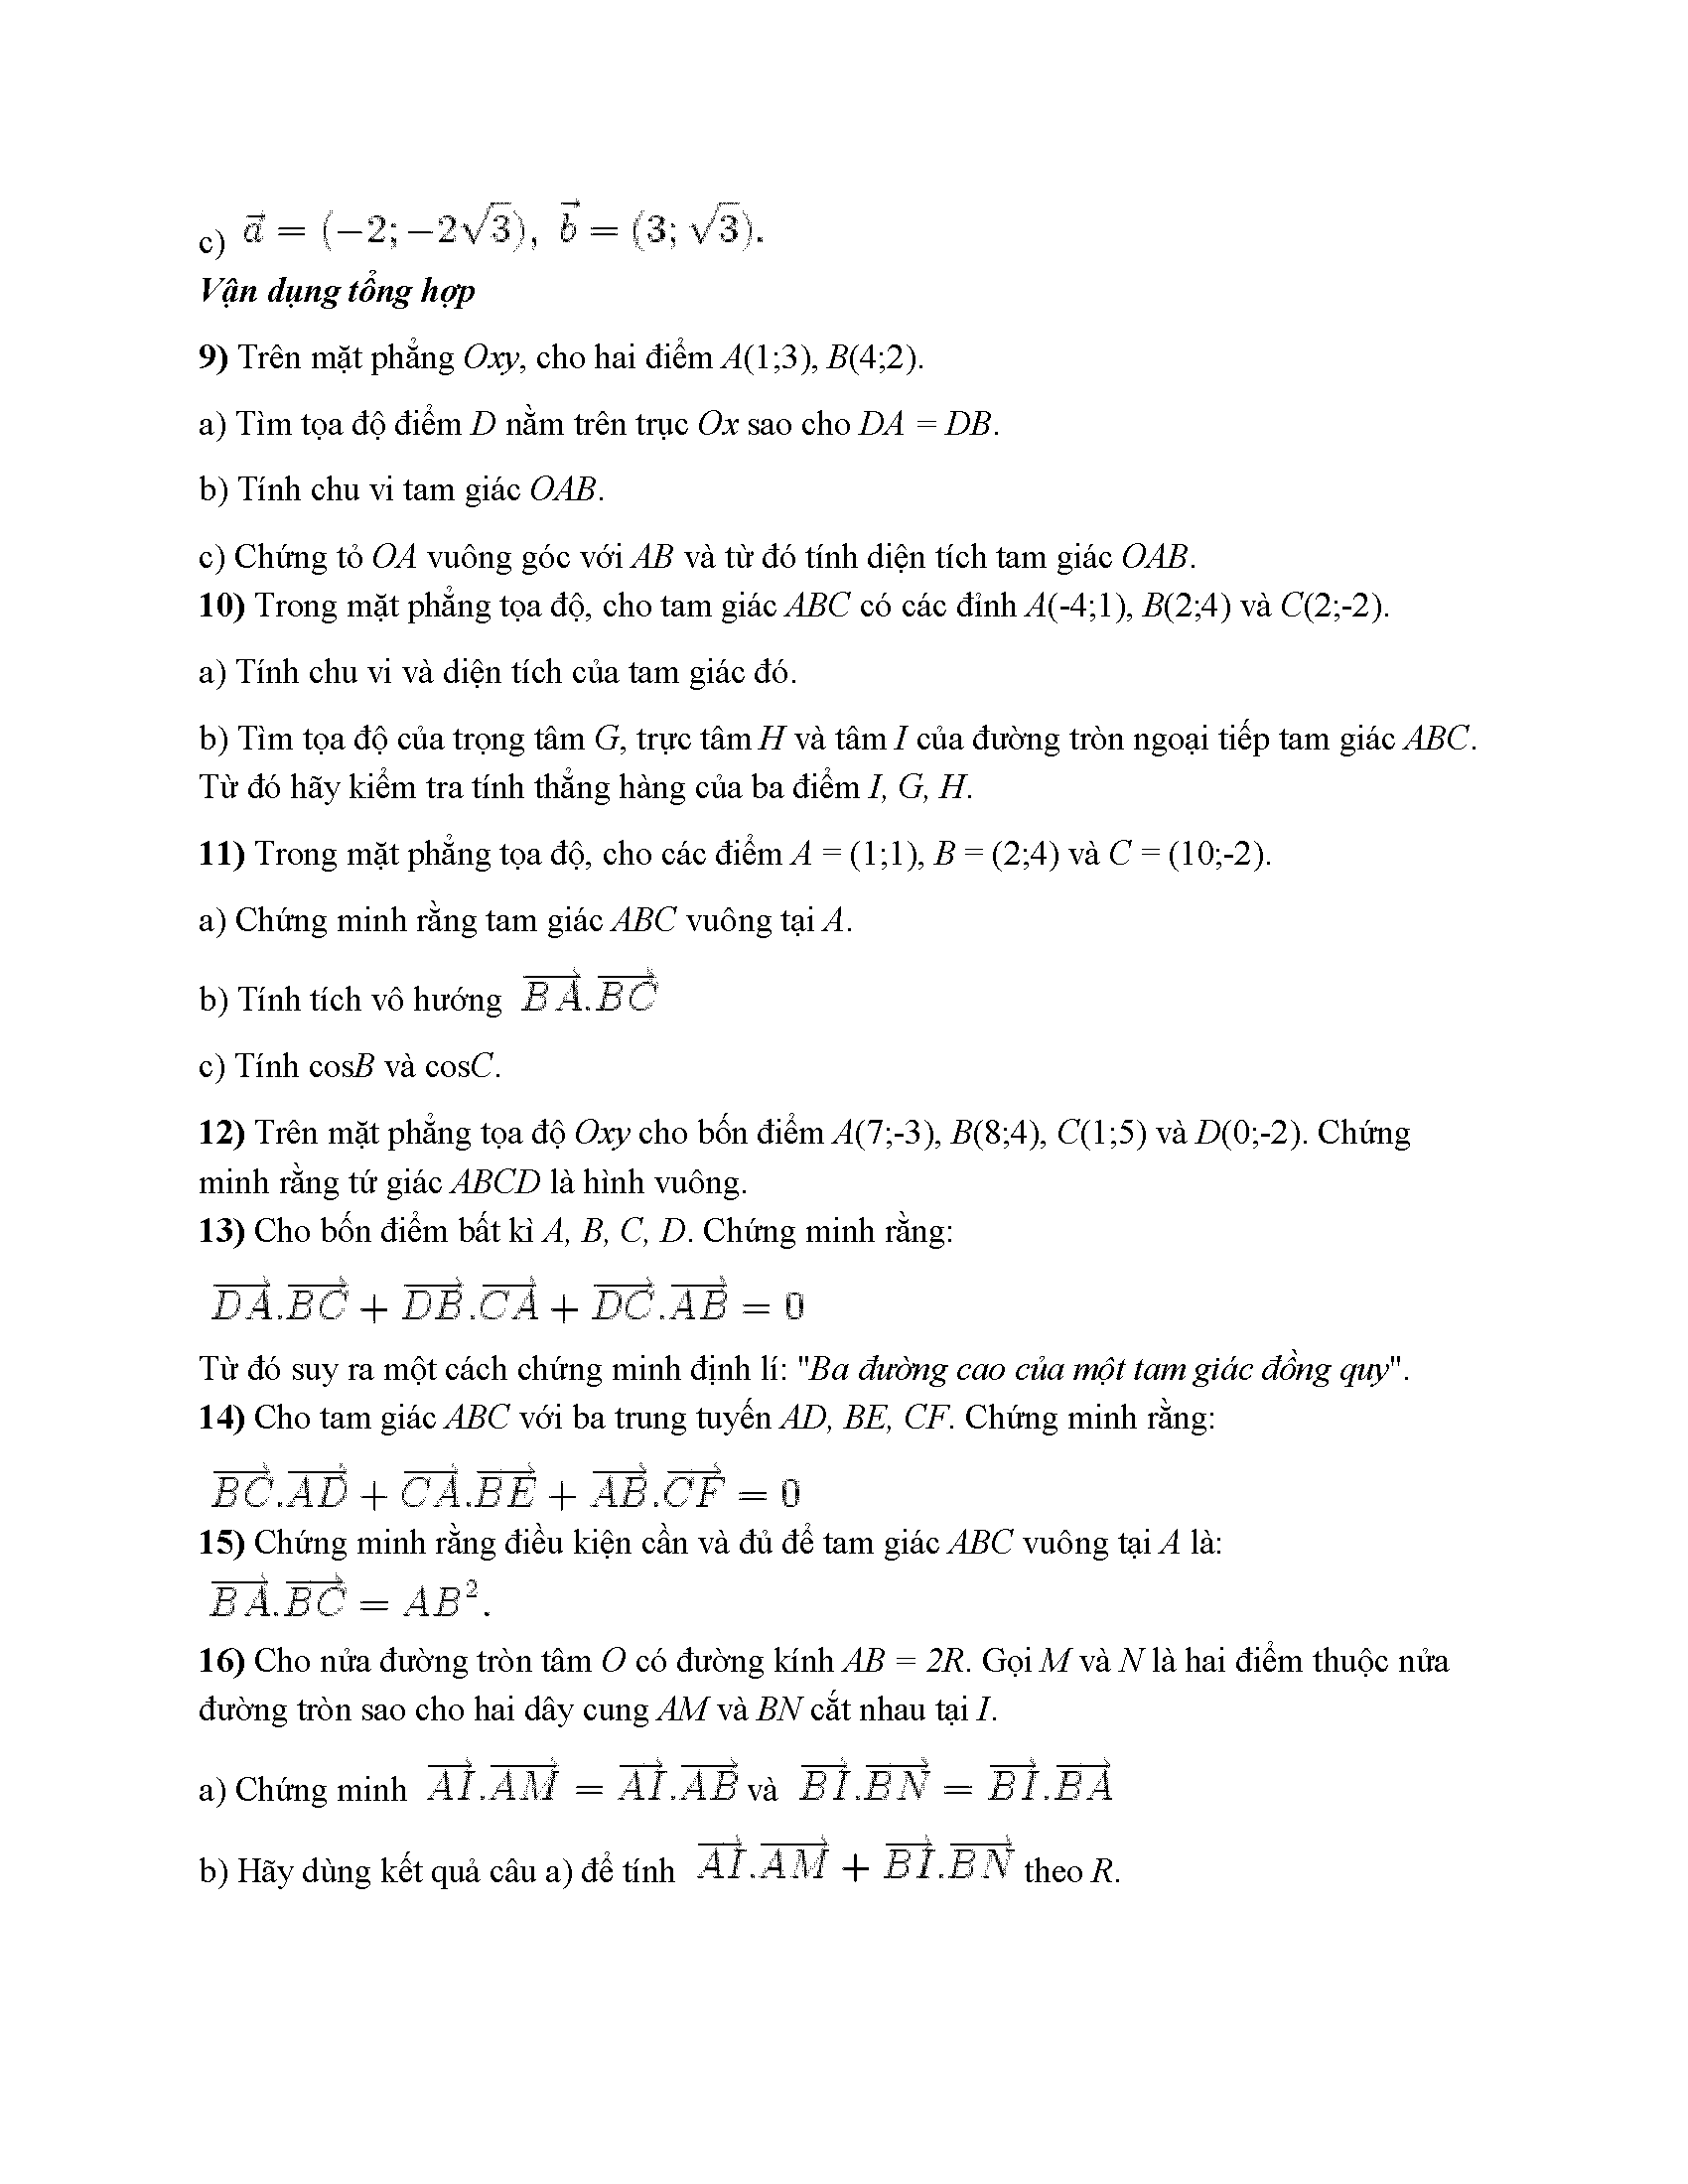 c) $\vec{a} = (-2; -2\sqrt{3}),\ \vec{b} = (3; \sqrt{3}).$
Vận dụng tổng hợp
9) Trên mặt phẳng Oxy, cho hai điểm A(1;3), B(4;2).
a) Tìm tọa độ điểm D nằm trên trục Ox sao cho DA = DB.
b) Tính chu vi tam giác OAB.
c) Chứng tỏ OA vuông góc với AB và từ đó tính diện tích tam giác OAB.
10) Trong mặt phẳng tọa độ, cho tam giác ABC có các đỉnh A(-4;1), B(2;4) và C(2;-2).
a) Tính chu vi và diện tích của tam giác đó.
b) Tìm tọa độ của trọng tâm G, trực tâm H và tâm I của đường tròn ngoại tiếp tam giác ABC.
Từ đó hãy kiểm tra tính thẳng hàng của ba điểm I, G, H.
11) Trong mặt phẳng tọa độ, cho các điểm A = (1;1), B = (2;4) và C = (10;-2).
a) Chứng minh rằng tam giác ABC vuông tại A.
b) Tính tích vô hướng $\overrightarrow{BA}.\overrightarrow{BC}$
c) Tính cosB và cosC.
12) Trên mặt phẳng tọa độ Oxy cho bốn điểm A(7;-3), B(8;4), C(1;5) và D(0;-2). Chứng
minh rằng tứ giác ABCD là hình vuông.
13) Cho bốn điểm bất kì A, B, C, D. Chứng minh rằng:
$\overrightarrow{DA}.\overrightarrow{BC} + \overrightarrow{DB}.\overrightarrow{CA} + \overrightarrow{DC}.\overrightarrow{AB} = 0$
Từ đó suy ra một cách chứng minh định lí: "Ba đường cao của một tam giác đồng quy".
14) Cho tam giác ABC với ba trung tuyến AD, BE, CF. Chứng minh rằng:
$\overrightarrow{BC}.\overrightarrow{AD} + \overrightarrow{CA}.\overrightarrow{BE} + \overrightarrow{AB}.\overrightarrow{CF} = 0$
15) Chứng minh rằng điều kiện cần và đủ để tam giác ABC vuông tại A là:
$\overrightarrow{BA}.\overrightarrow{BC} = AB^2.$
16) Cho nửa đường tròn tâm O có đường kính AB = 2R. Gọi M và N là hai điểm thuộc nửa
đường tròn sao cho hai dây cung AM và BN cắt nhau tại I.
a) Chứng minh $\overrightarrow{AI}.\overrightarrow{AM} = \overrightarrow{AI}.\overrightarrow{AB}$ và $\overrightarrow{BI}.\overrightarrow{BN} = \overrightarrow{BI}.\overrightarrow{BA}$
b) Hãy dùng kết quả câu a) để tính $\overrightarrow{AI}.\overrightarrow{AM} + \overrightarrow{BI}.\overrightarrow{BN}$ theo R.